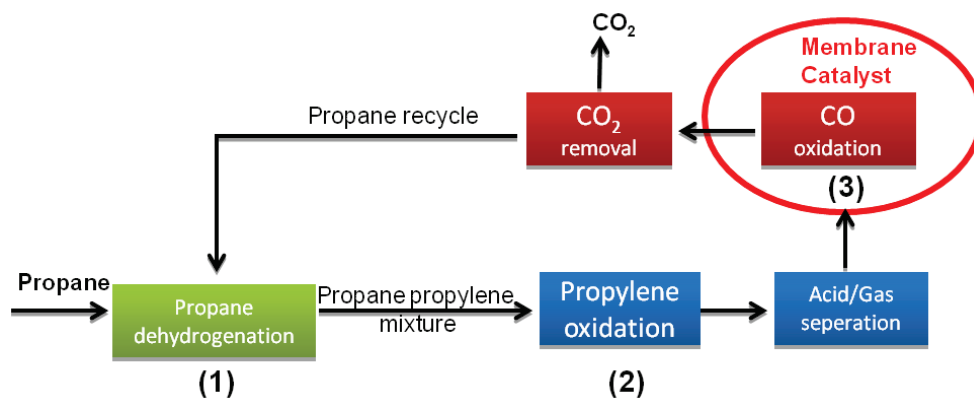 CO₂
Membrane
Catalyst
Propane recycle
CO₂
removal
CO
oxidation
(3)
Propane
Propane
dehydrogenation
(1)
Propane propylene
mixture
Propylene
oxidation
(2)
Acid/Gas
seperation